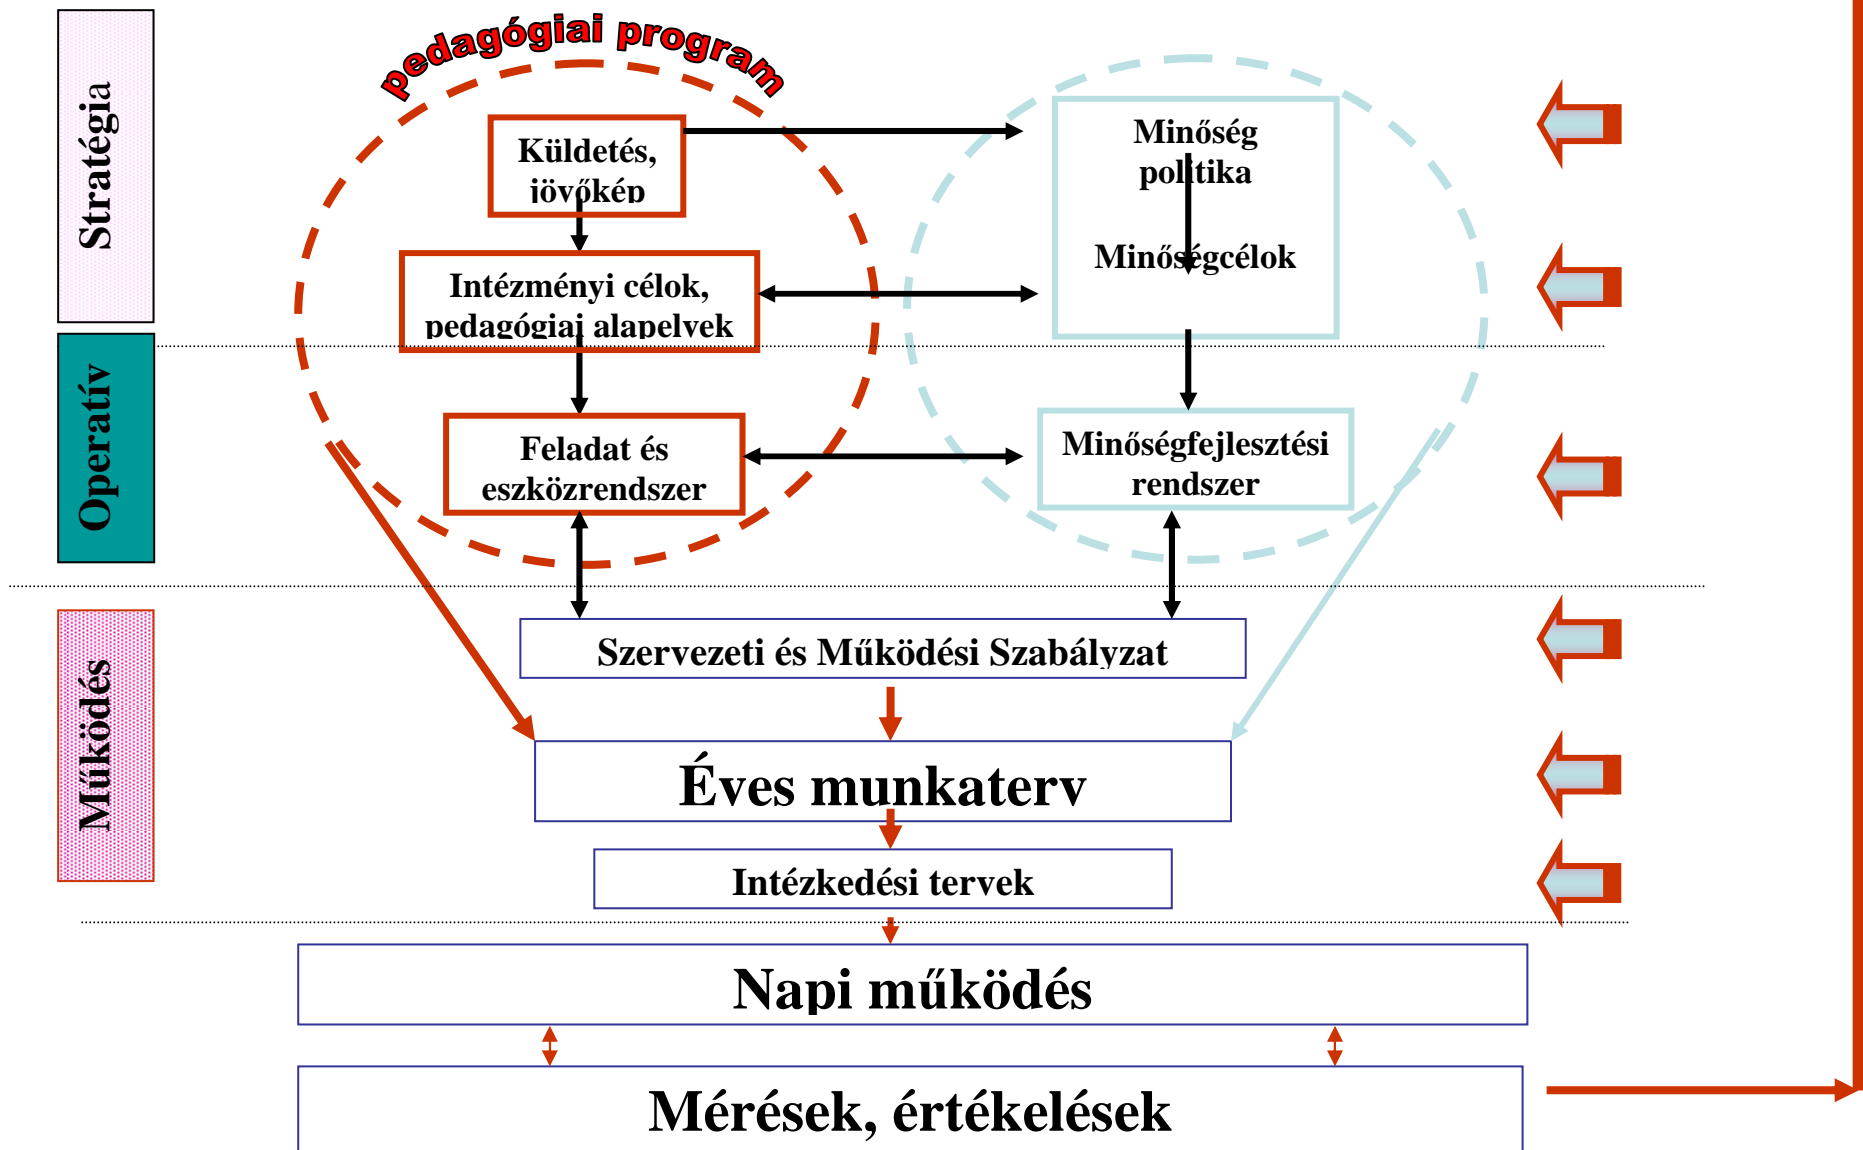 pedagógiai program
Stratégia
Küldetés,
jövőkép
Minőség
politika
Minőségcélok
Intézményi célok,
pedagógiai alapelvek
Operatív
Feladat és
eszközrendszer
Minőségfejlesztési
rendszer
Működés
Szervezeti és Működési Szabályzat
Éves munkaterv
Intézkedési tervek
Napi működés
Mérések, értékelések